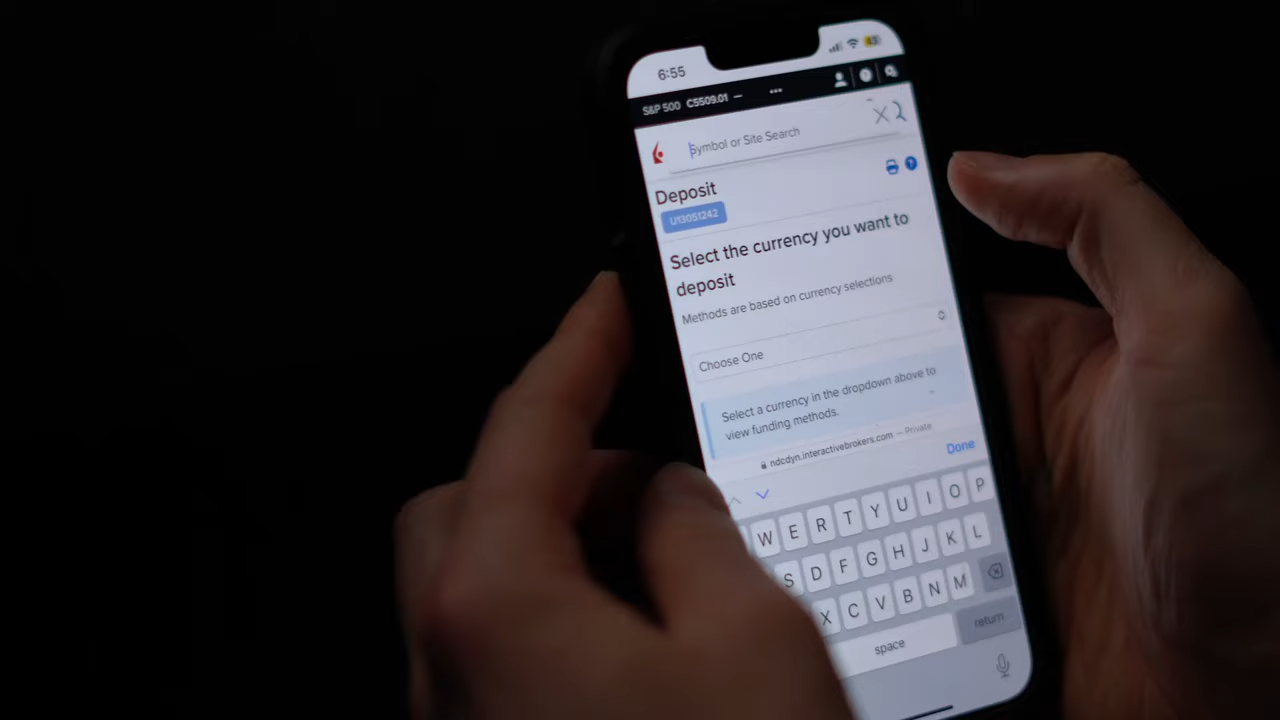 6:55
S&P 500 C5509.01 – •••
Symbol or Site Search
Deposit
U13051242
Select the currency you want to
deposit
Methods are based on currency selections
Choose One
Select a currency in the dropdown above to
view funding methods.
ndcdyn.interactivebrokers.com – Private
Done
W E R T Y U I O P
S D F G H J K L
X C V B N M
space return